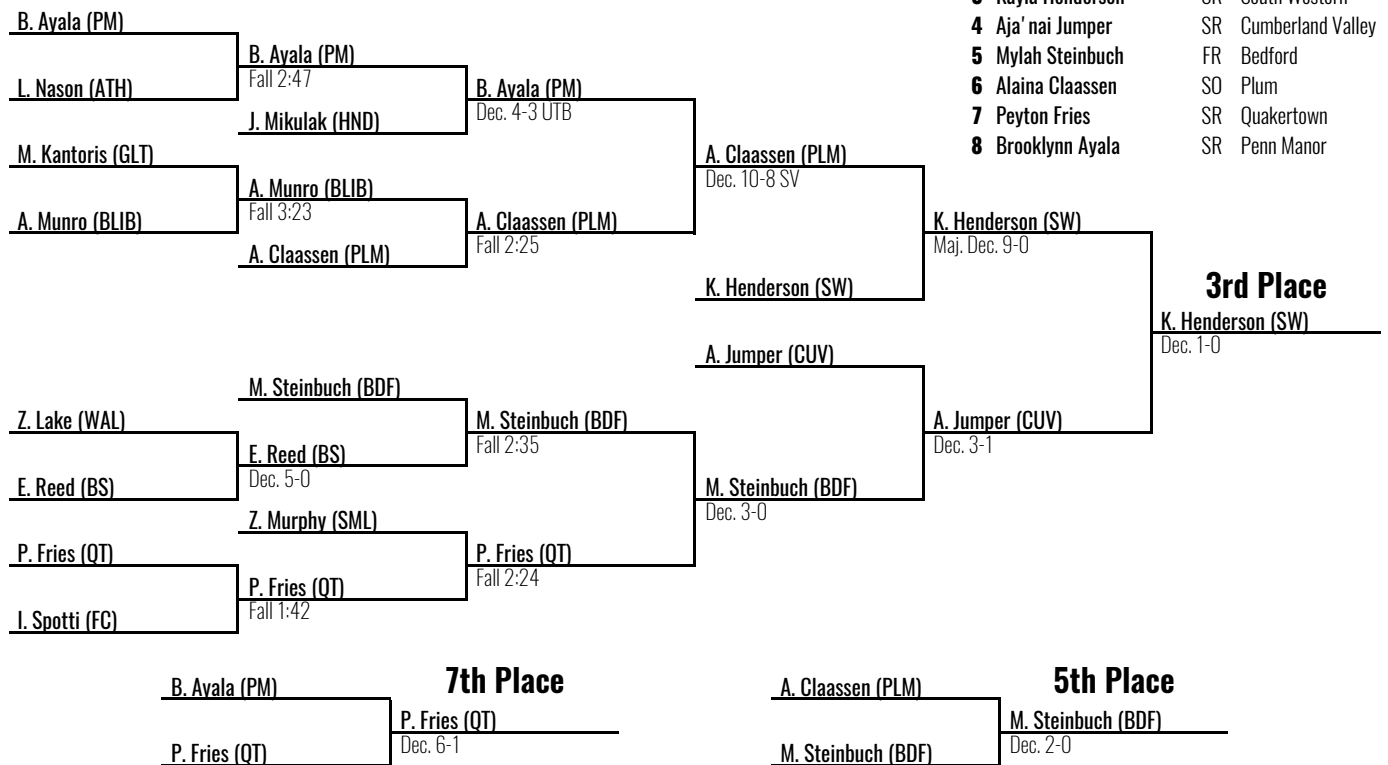 3 Kayla Henderson SR South Western
4 Aja'nai Jumper SR Cumberland Valley
5 Mylah Steinbuch FR Bedford
6 Alaina Claassen SO Plum
7 Peyton Fries SR Quakertown
8 Brooklynn Ayala SR Penn Manor
B. Ayala (PM)
L. Nason (ATH)
M. Kantoris (GLT)
A. Munro (BLIB)
Z. Lake (WAL)
E. Reed (BS)
P. Fries (QT)
I. Spotti (FC)
B. Ayala (PM)
Fall 2:47
J. Mikulak (HND)
A. Munro (BLIB)
Fall 3:23
A. Claassen (PLM)
M. Steinbuch (BDF)
E. Reed (BS)
Dec. 5-0
Z. Murphy (SML)
P. Fries (QT)
Fall 1:42
B. Ayala (PM)
Dec. 4-3 UTB
A. Claassen (PLM)
Fall 2:25
M. Steinbuch (BDF)
Fall 2:35
P. Fries (QT)
Fall 2:24
A. Claassen (PLM)
Dec. 10-8 SV
K. Henderson (SW)
A. Jumper (CUV)
M. Steinbuch (BDF)
Dec. 3-0
K. Henderson (SW)
Maj. Dec. 9-0
A. Jumper (CUV)
Dec. 3-1
3rd Place
K. Henderson (SW)
Dec. 1-0
7th Place
B. Ayala (PM)
P. Fries (QT)
P. Fries (QT)
Dec. 6-1
5th Place
A. Claassen (PLM)
M. Steinbuch (BDF)
M. Steinbuch (BDF)
Dec. 2-0